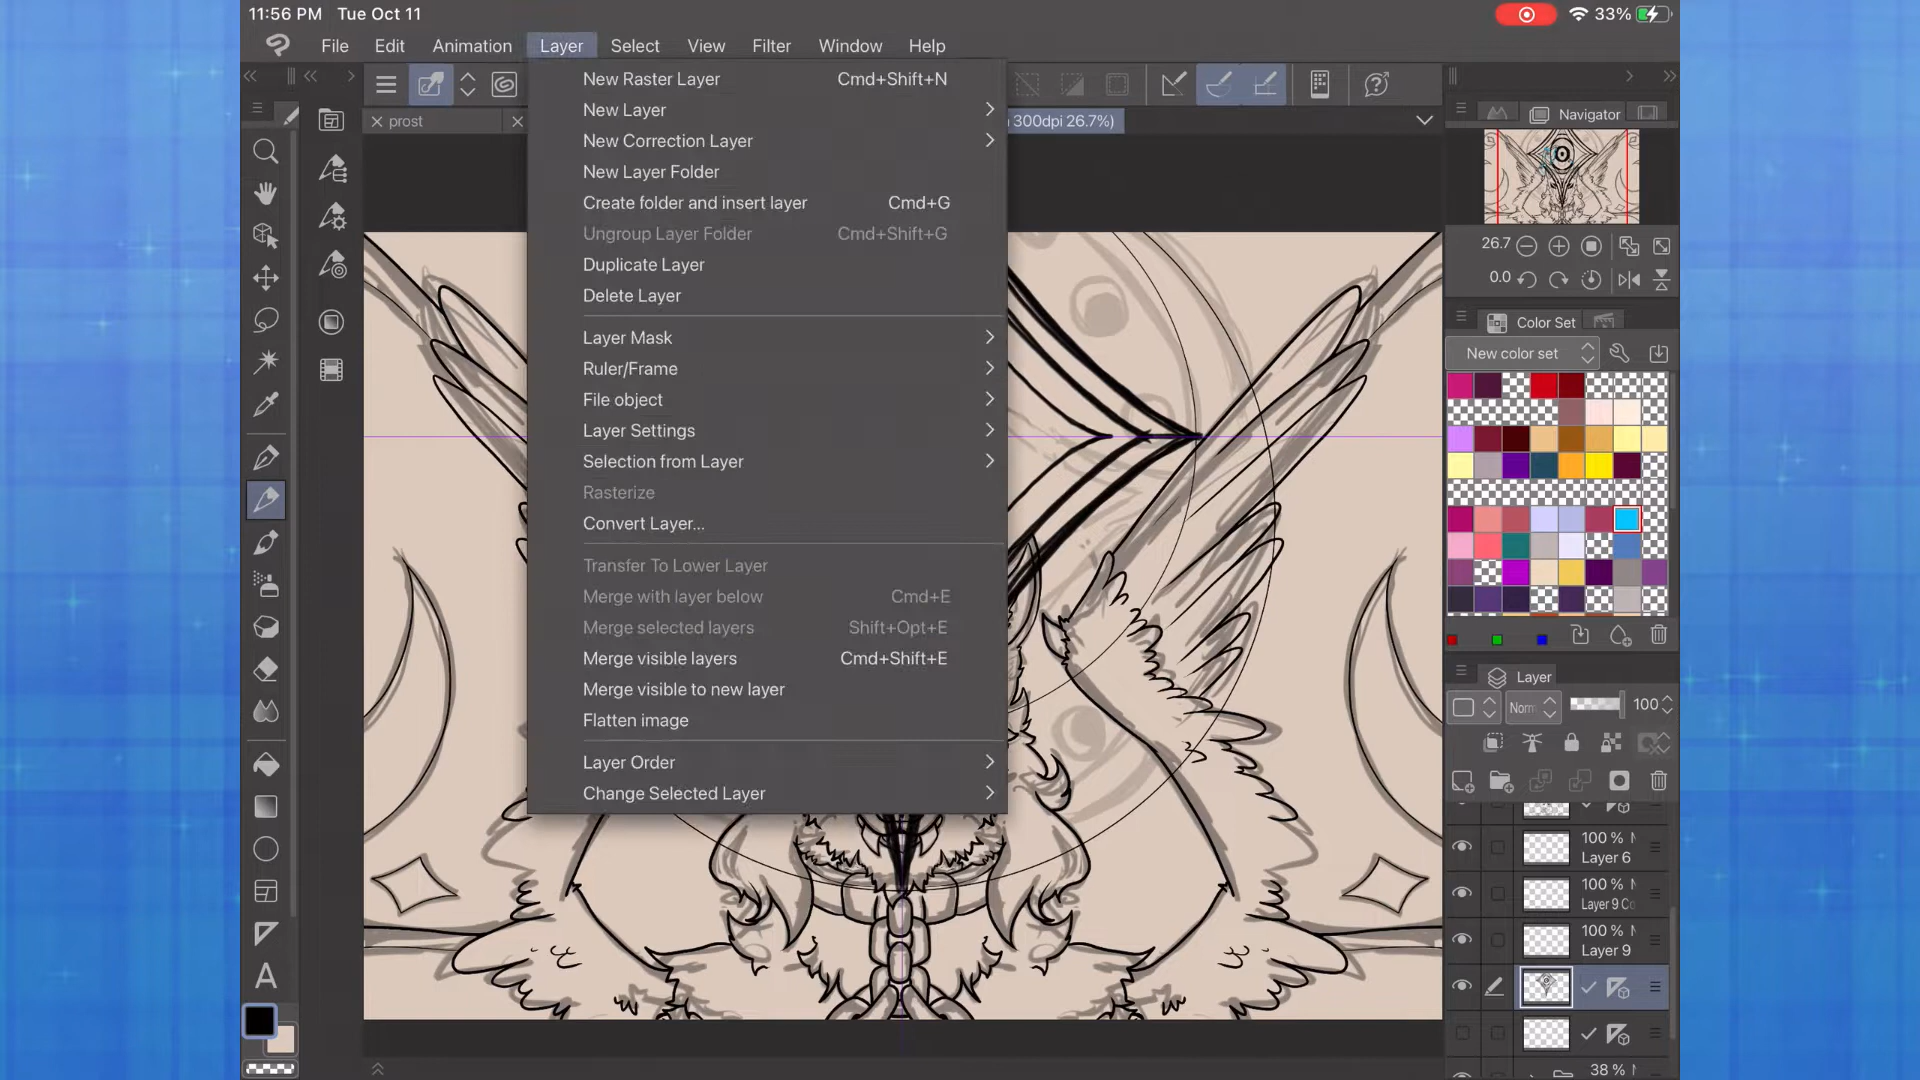 11:56 PM Tue Oct 11
33%
File Edit Animation Layer Select View Filter Window Help
New Raster Layer Cmd+Shift+N
New Layer
New Correction Layer
New Layer Folder
Create folder and insert layer Cmd+G
Ungroup Layer Folder Cmd+Shift+G
Duplicate Layer
Delete Layer
Layer Mask
Ruler/Frame
File object
Layer Settings
Selection from Layer
Rasterize
Convert Layer...
Transfer To Lower Layer
Merge with layer below Cmd+E
Merge selected layers Shift+Opt+E
Merge visible layers Cmd+Shift+E
Merge visible to new layer
Flatten image
Layer Order
Change Selected Layer
prost
300dpi 26.7%)
Navigator
26.7
0.0
Color Set
New color set
Layer
Norm
100
100 %
Layer 6
100 %
Layer 9 Co
100 %
Layer 9
38 %
A